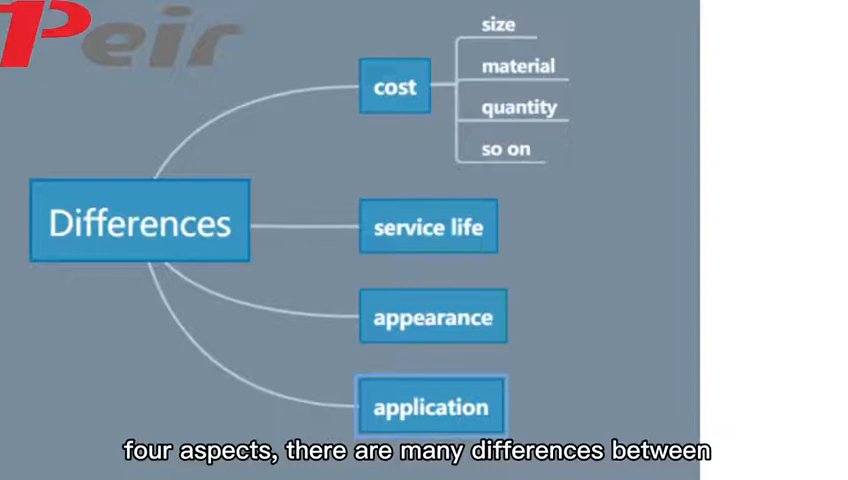 Peir
size
cost
material
quantity
so on
Differences
service life
appearance
application
four aspects, there are many differences between